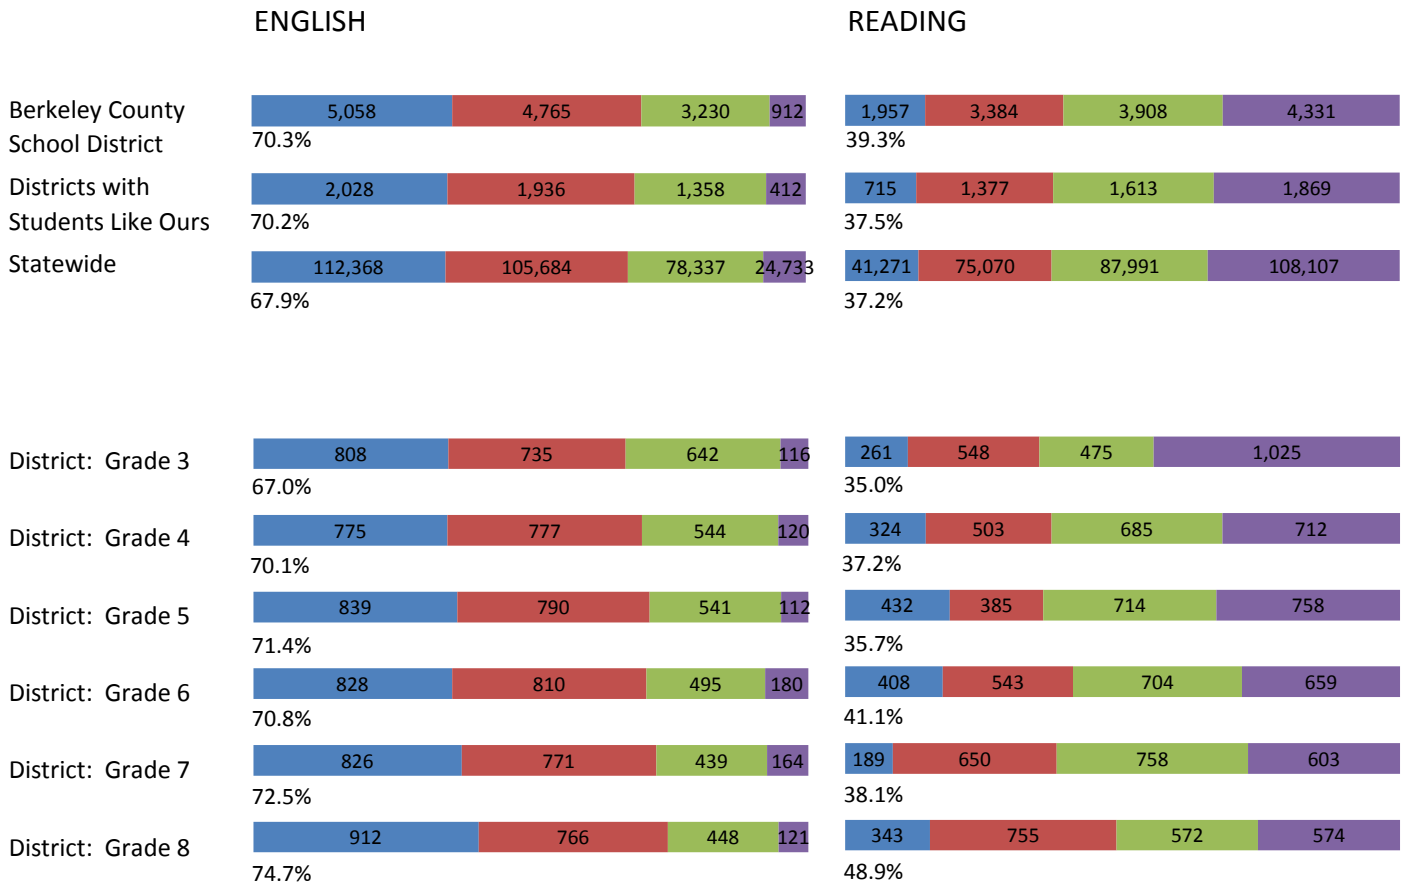 ENGLISH READING
Berkeley County 5,058 4,765 3,230 912 1,957 3,384 3,908 4,331
School District 70.3% 39.3%
Districts with 2,028 1,936 1,358 412 715 1,377 1,613 1,869
Students Like Ours 70.2% 37.5%
Statewide 112,368 105,684 78,337 24,733 41,271 75,070 87,991 108,107
67.9% 37.2%
District: Grade 3 808 735 642 116 261 548 475 1,025
67.0% 35.0%
District: Grade 4 775 777 544 120 324 503 685 712
70.1% 37.2%
District: Grade 5 839 790 541 112 432 385 714 758
71.4% 35.7%
District: Grade 6 828 810 495 180 408 543 704 659
70.8% 41.1%
District: Grade 7 826 771 439 164 189 650 758 603
72.5% 38.1%
District: Grade 8 912 766 448 121 343 755 572 574
74.7% 48.9%